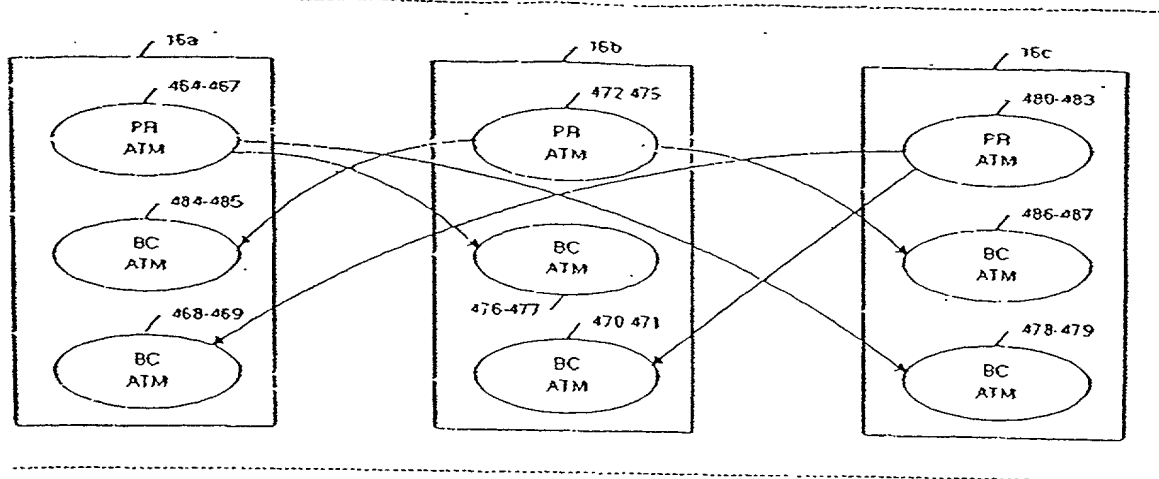 16a
464-467
PR
ATM
484-485
BC
ATM
468-469
BC
ATM
16b
472-475
PR
ATM
BC
ATM
476-477
470-471
BC
ATM
16c
480-483
PR
ATM
486-487
BC
ATM
478-479
BC
ATM